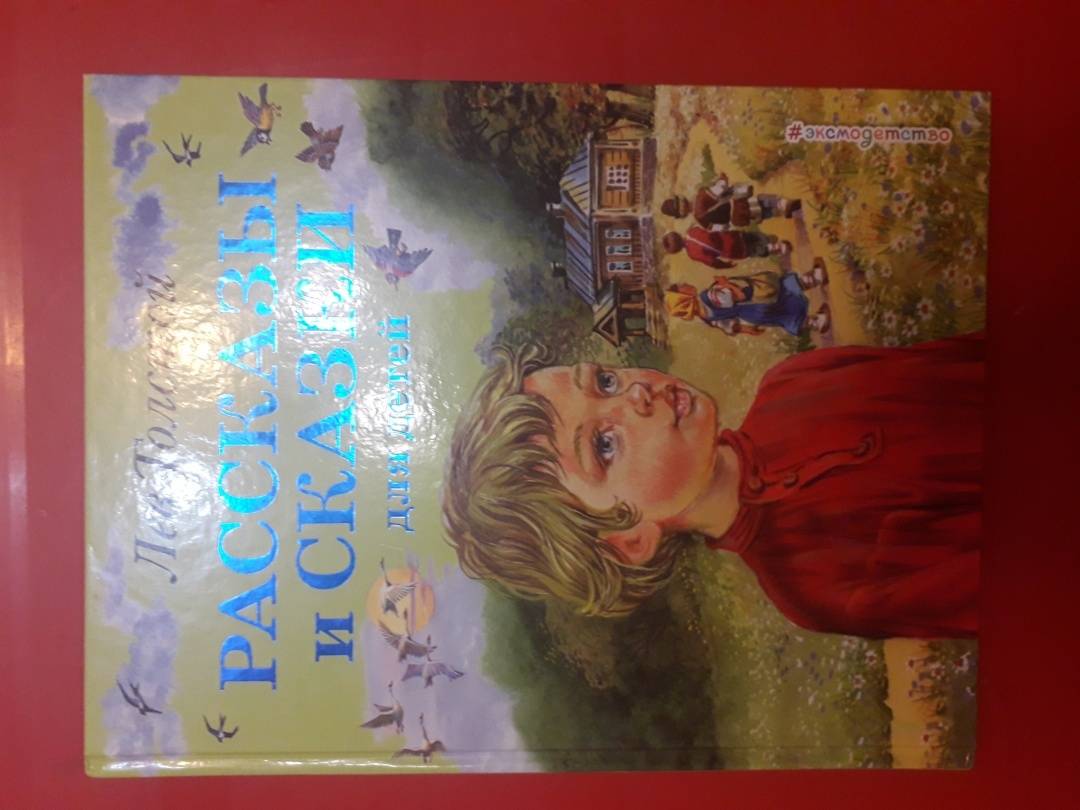 Лев Толстой
РАССКАЗЫ
И СКАЗКИ
для детей
#эксмодетство